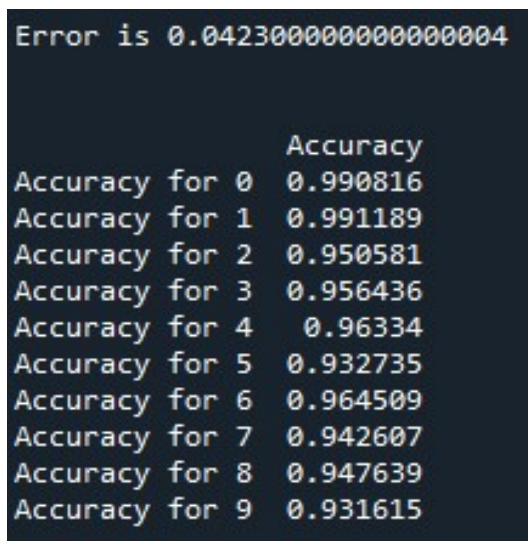 Error is 0.042300000000000004
Accuracy
Accuracy for 0 0.990816
Accuracy for 1 0.991189
Accuracy for 2 0.950581
Accuracy for 3 0.956436
Accuracy for 4 0.96334
Accuracy for 5 0.932735
Accuracy for 6 0.964509
Accuracy for 7 0.942607
Accuracy for 8 0.947639
Accuracy for 9 0.931615